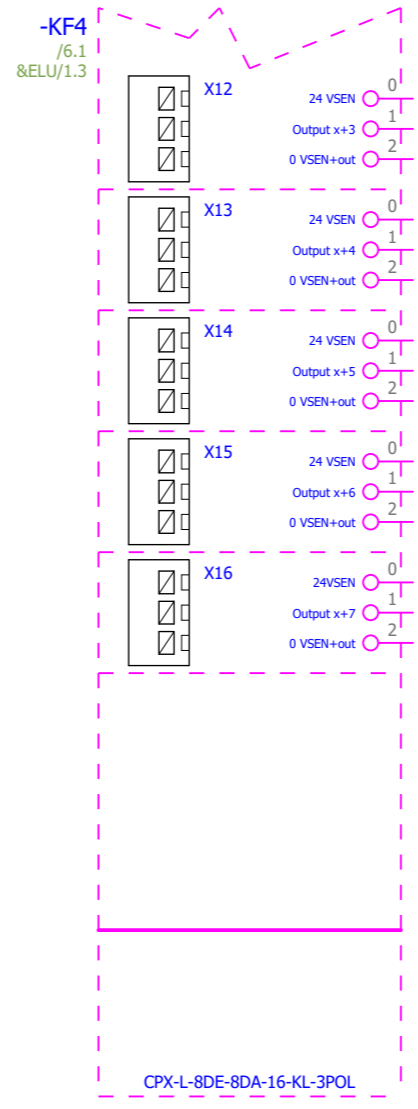 -KF4
/6.1
&ELU/1.3
X12
24 VSEN 0
Output x+3 1
0 VSEN+out 2
X13
24 VSEN 0
Output x+4 1
0 VSEN+out 2
X14
24 VSEN 0
Output x+5 1
0 VSEN+out 2
X15
24 VSEN 0
Output x+6 1
0 VSEN+out 2
X16
24VSEN 0
Output x+7 1
0 VSEN+out 2
CPX-L-8DE-8DA-16-KL-3POL